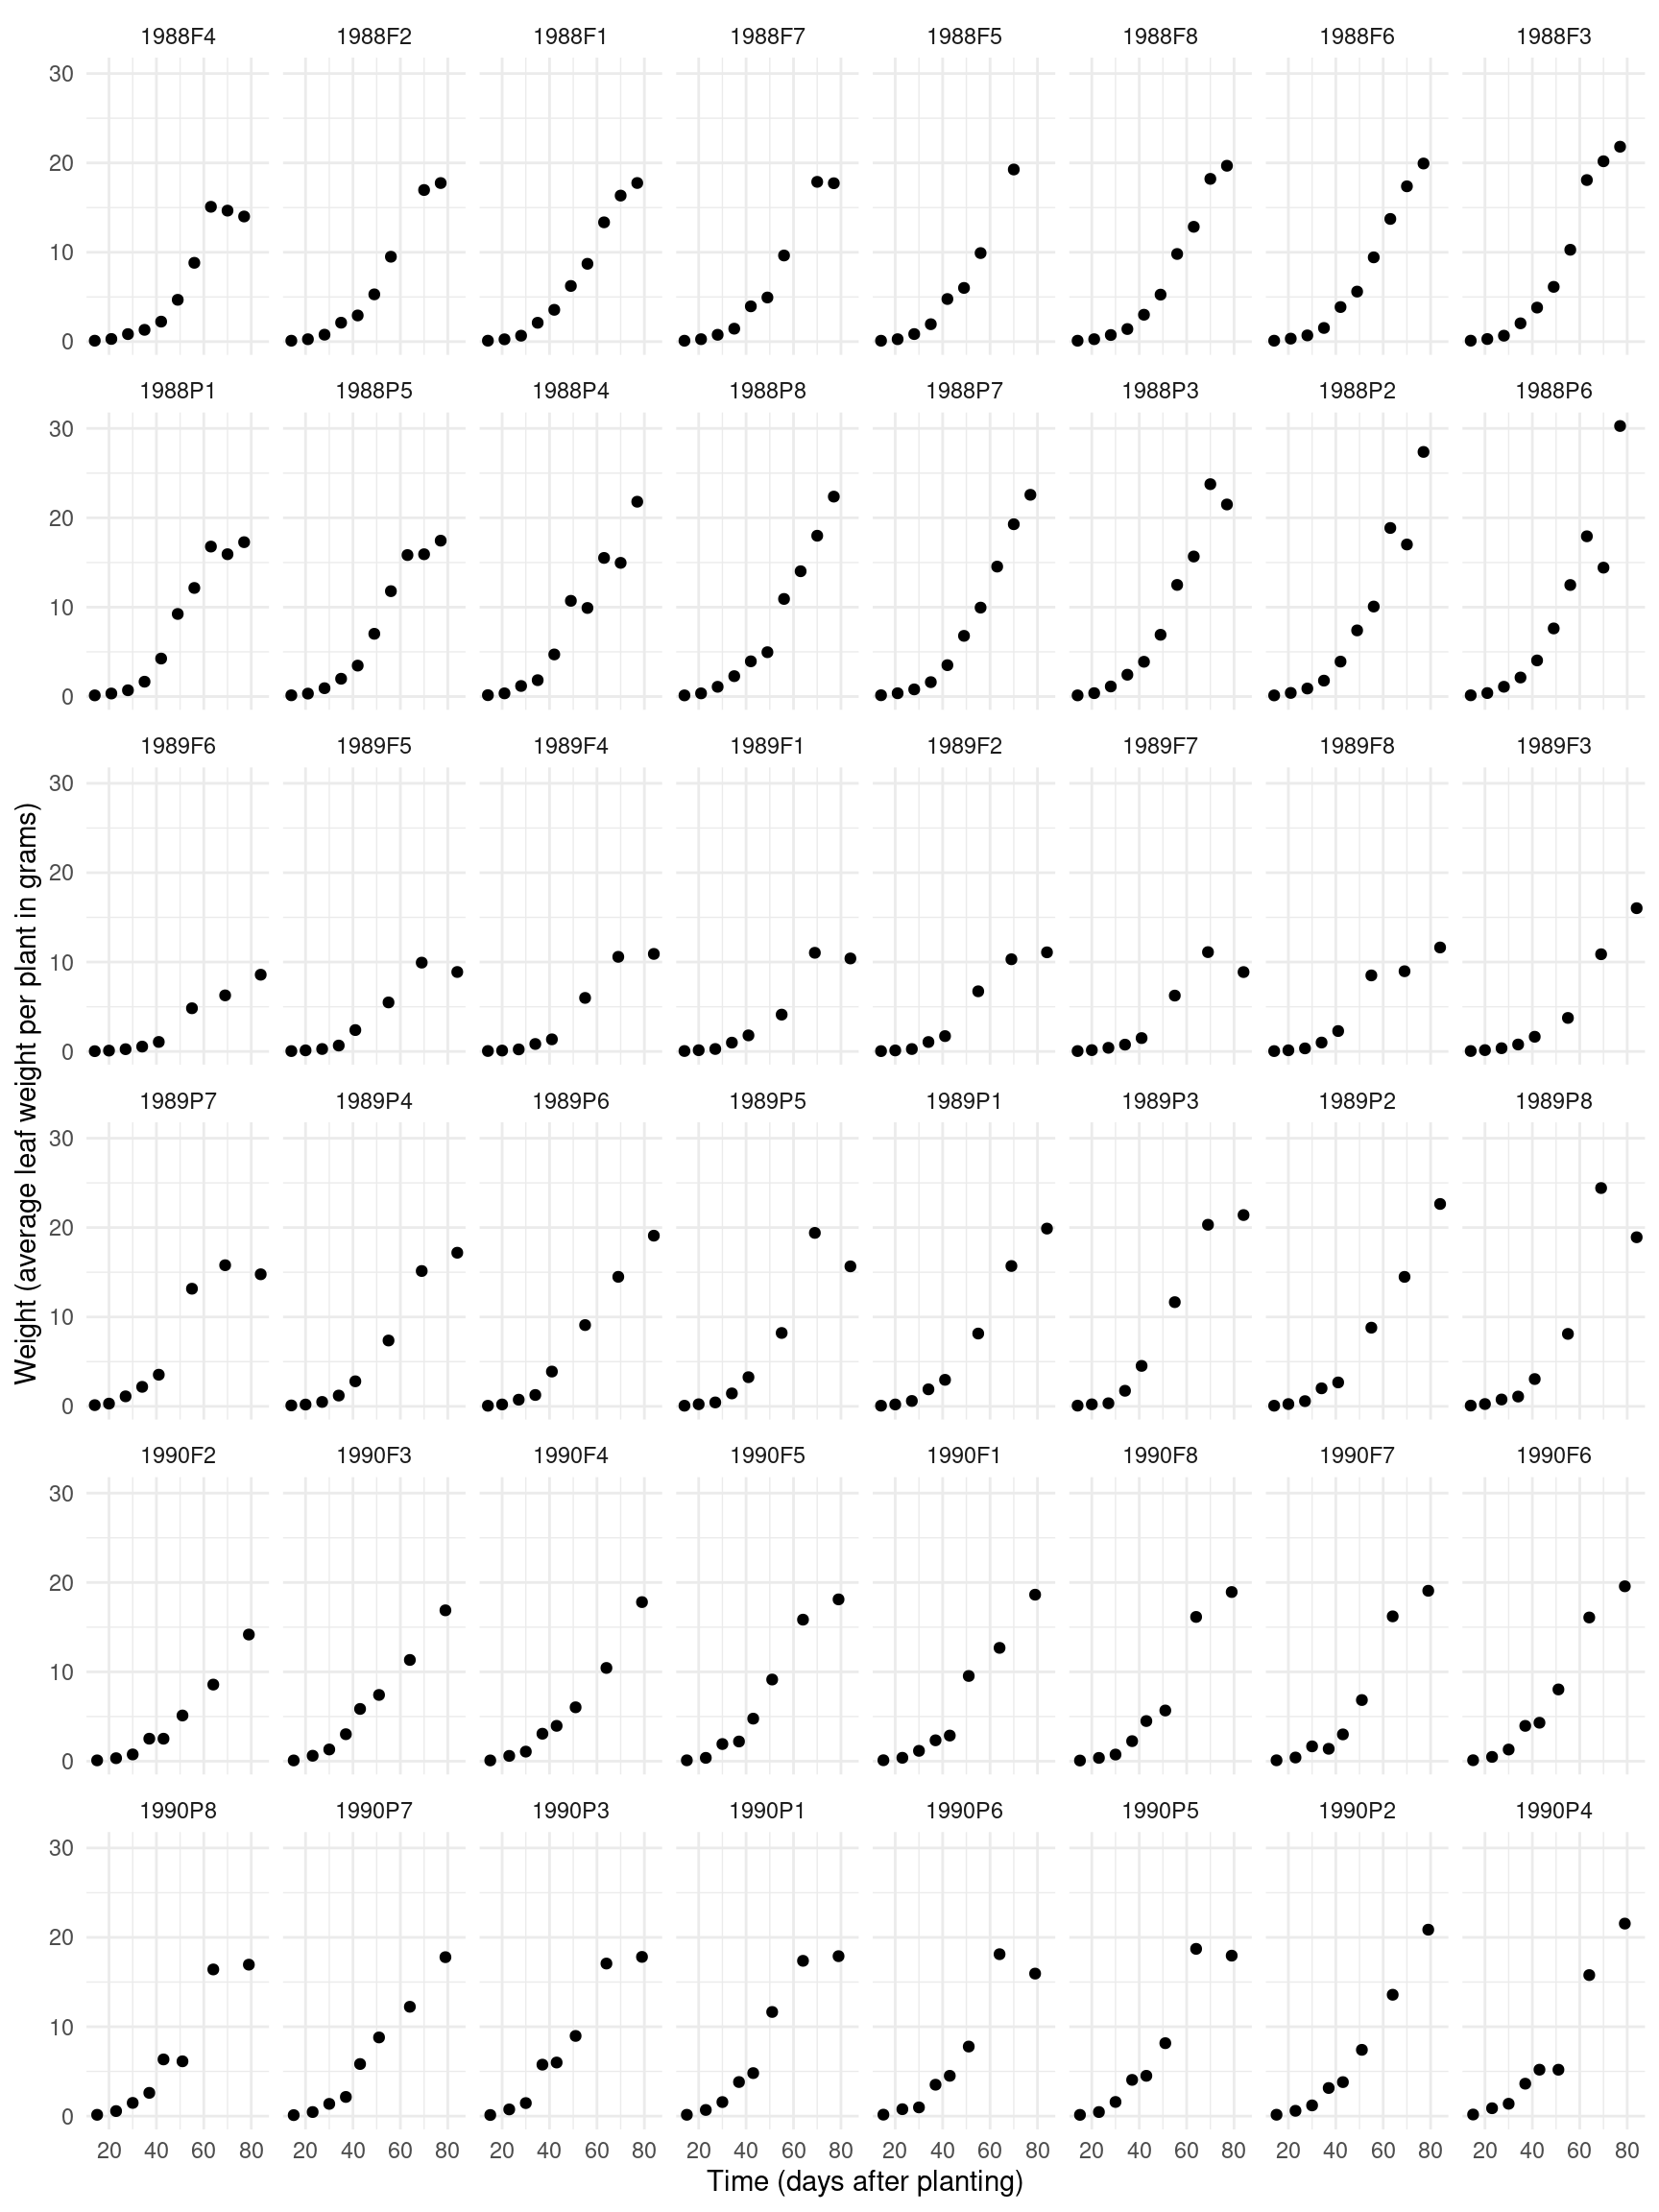 1988F4 1988F2 1988F1 1988F7 1988F5 1988F8 1988F6 1988F3
30
20
10
0
1988P1 1988P5 1988P4 1988P8 1988P7 1988P3 1988P2 1988P6
30
20
10
0
1989F6 1989F5 1989F4 1989F1 1989F2 1989F7 1989F8 1989F3
30
20
10
0
Weight (average leaf weight per plant in grams)
1989P7 1989P4 1989P6 1989P5 1989P1 1989P3 1989P2 1989P8
30
20
10
0
1990F2 1990F3 1990F4 1990F5 1990F1 1990F8 1990F7 1990F6
30
20
10
0
1990P8 1990P7 1990P3 1990P1 1990P6 1990P5 1990P2 1990P4
30
20
10
0
20 40 60 80 20 40 60 80 20 40 60 80 20 40 60 80 20 40 60 80 20 40 60 80 20 40 60 80 20 40 60 80
Time (days after planting)